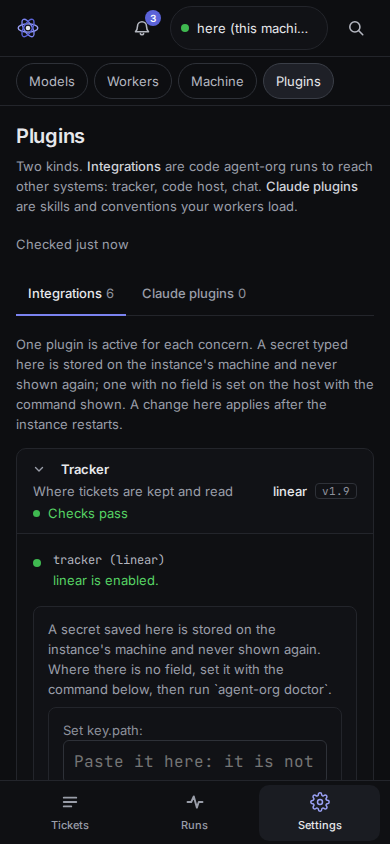 3
here (this machi...
Models
Workers
Machine
Plugins
Plugins
Two kinds. Integrations are code agent-org runs to reach
other systems: tracker, code host, chat. Claude plugins
are skills and conventions your workers load.
Checked just now
Integrations 6
Claude plugins 0
One plugin is active for each concern. A secret typed
here is stored on the instance's machine and never
shown again; one with no field is set on the host with the
command shown. A change here applies after the
instance restarts.
Tracker
Where tickets are kept and read
linear
v1.9
Checks pass
tracker (linear)
linear is enabled.
A secret saved here is stored on the
instance's machine and never shown again.
Where there is no field, set it with the
command below, then run `agent-org doctor`.
Set key.path:
Paste it here: it is not
Tickets
Runs
Settings